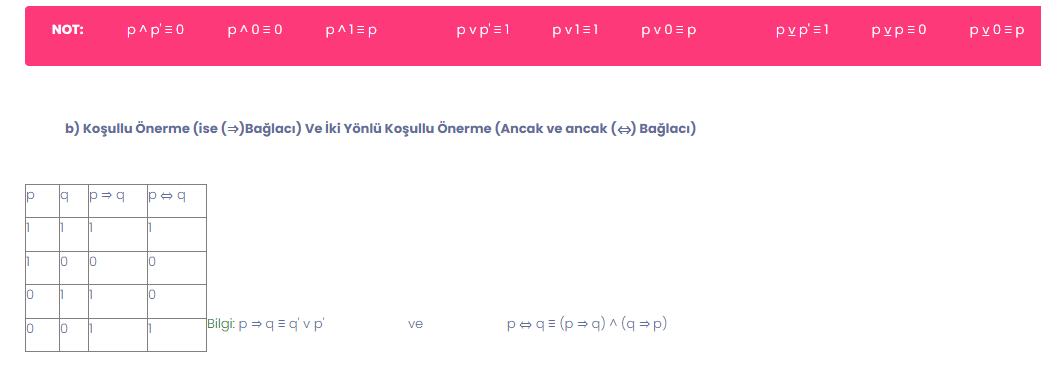 NOT: p ^ p' ≡ 0 p ^ 0 ≡ 0 p ^ 1 ≡ p p v p' ≡ 1 p v 1 ≡ 1 p v 0 ≡ p p v̲ p' ≡ 1 p v̲ p ≡ 0 p v̲ 0 ≡ p
b) Koşullu Önerme (ise (⇒)Bağlacı) Ve İki Yönlü Koşullu Önerme (Ancak ve ancak (⇔) Bağlacı)
p q p ⇒ q p ⇔ q
1 1 1 1
1 0 0 0
0 1 1 0
0 0 1 1
Bilgi: p ⇒ q ≡ q' v p' ve p ⇔ q ≡ (p ⇒ q) ^ (q ⇒ p)